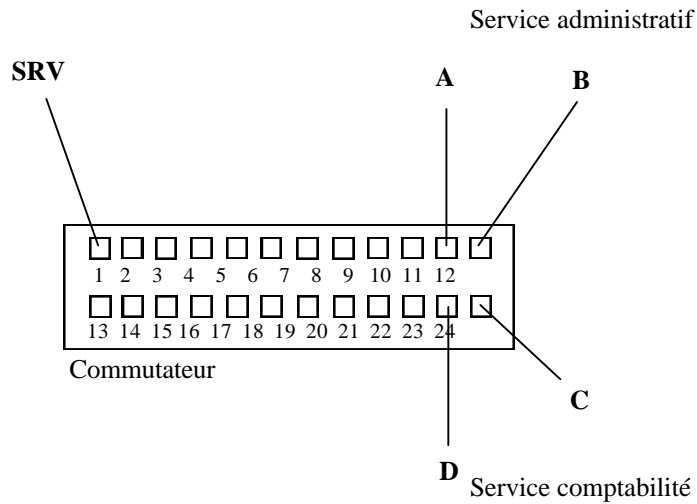 Service administratif
SRV
A
B
1 2 3 4 5 6 7 8 9 10 11 12
13 14 15 16 17 18 19 20 21 22 23 24
Commutateur
C
D
Service comptabilité